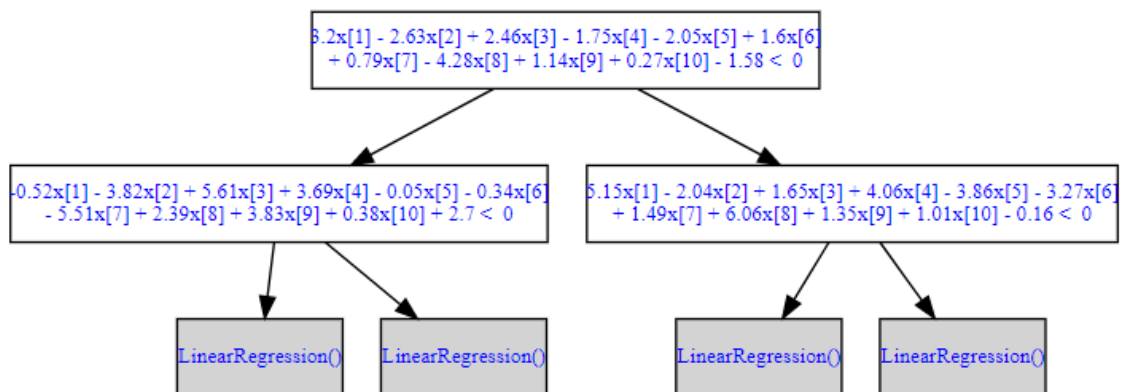 3.2x[1] - 2.63x[2] + 2.46x[3] - 1.75x[4] - 2.05x[5] + 1.6x[6]
+ 0.79x[7] - 4.28x[8] + 1.14x[9] + 0.27x[10] - 1.58 < 0
-0.52x[1] - 3.82x[2] + 5.61x[3] + 3.69x[4] - 0.05x[5] - 0.34x[6]
- 5.51x[7] + 2.39x[8] + 3.83x[9] + 0.38x[10] + 2.7 < 0
5.15x[1] - 2.04x[2] + 1.65x[3] + 4.06x[4] - 3.86x[5] - 3.27x[6]
+ 1.49x[7] + 6.06x[8] + 1.35x[9] + 1.01x[10] - 0.16 < 0
LinearRegression()
LinearRegression()
LinearRegression()
LinearRegression()